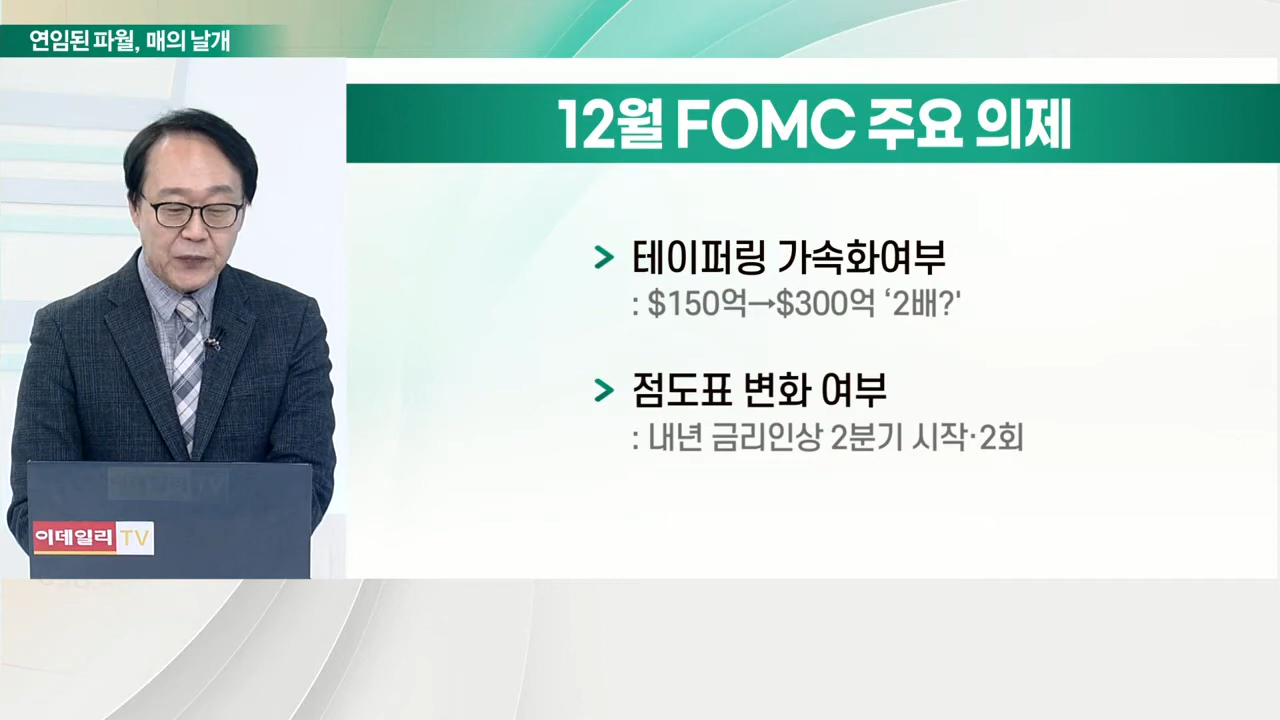 연임된 파월, 매의 날개
12월 FOMC 주요 의제
> 테이퍼링 가속화여부
: $150억→$300억 ‘2배?'
> 점도표 변화 여부
: 내년 금리인상 2분기 시작·2회
이데일리 TV